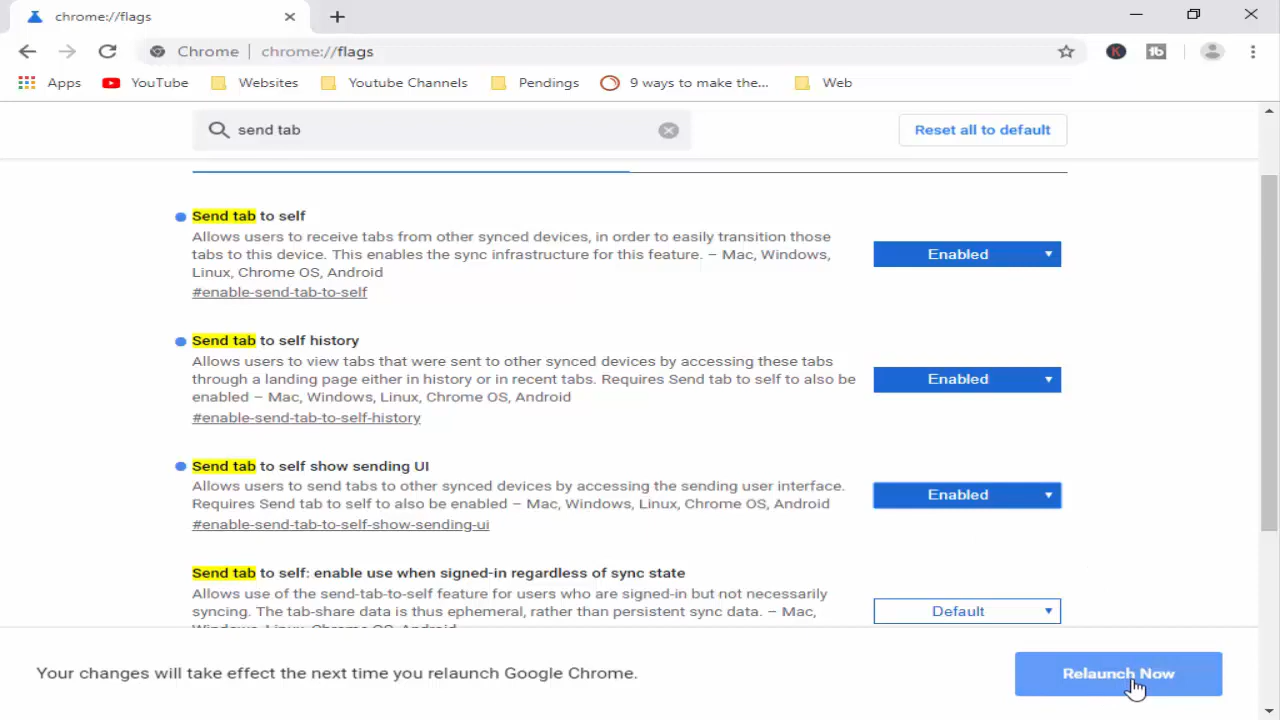 chrome://flags
Chrome | chrome://flags
Apps YouTube Websites Youtube Channels Pendings 9 ways to make the... Web
send tab
Reset all to default
Send tab to self
Allows users to receive tabs from other synced devices, in order to easily transition those
tabs to this device. This enables the sync infrastructure for this feature. – Mac, Windows,
Linux, Chrome OS, Android
#enable-send-tab-to-self
Enabled
Send tab to self history
Allows users to view tabs that were sent to other synced devices by accessing these tabs
through a landing page either in history or in recent tabs. Requires Send tab to self to also be
enabled – Mac, Windows, Linux, Chrome OS, Android
#enable-send-tab-to-self-history
Enabled
Send tab to self show sending UI
Allows users to send tabs to other synced devices by accessing the sending user interface.
Requires Send tab to self to also be enabled – Mac, Windows, Linux, Chrome OS, Android
#enable-send-tab-to-self-show-sending-ui
Enabled
Send tab to self: enable use when signed-in regardless of sync state
Allows use of the send-tab-to-self feature for users who are signed-in but not necessarily
syncing. The tab-share data is thus ephemeral, rather than persistent sync data. – Mac,
Windows, Linux, Chrome OS, Android
Default
Your changes will take effect the next time you relaunch Google Chrome.
Relaunch Now